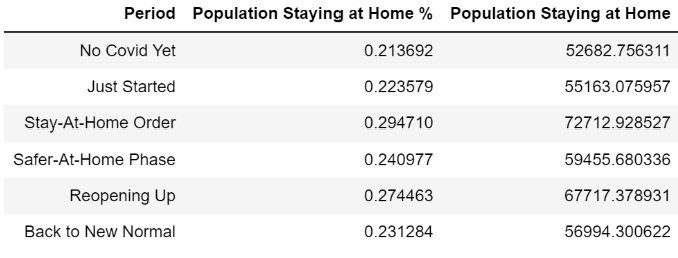 Period Population Staying at Home % Population Staying at Home
No Covid Yet 0.213692 52682.756311
Just Started 0.223579 55163.075957
Stay-At-Home Order 0.294710 72712.928527
Safer-At-Home Phase 0.240977 59455.680336
Reopening Up 0.274463 67717.378931
Back to New Normal 0.231284 56994.300622